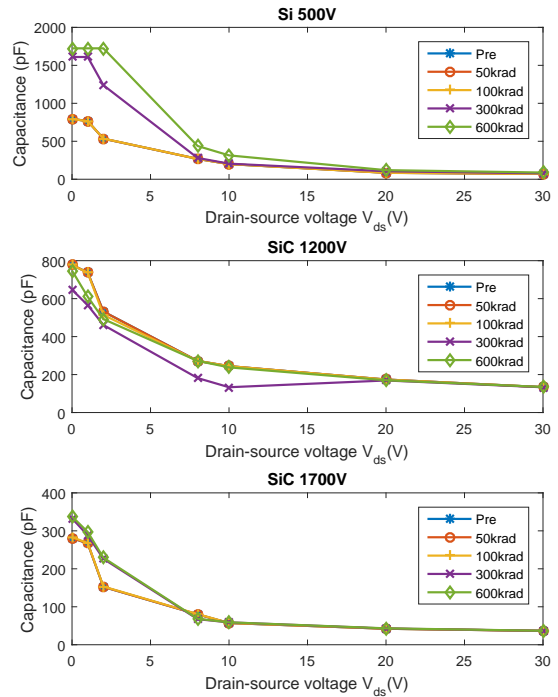 Si 500V
Capacitance (pF)
2000
1500
1000
500
0
0 5 10 15 20 25 30
Drain-source voltage V_ds(V)
Pre
50krad
100krad
300krad
600krad
SiC 1200V
Capacitance (pF)
800
600
400
200
0
0 5 10 15 20 25 30
Drain-source voltage V_ds(V)
Pre
50krad
100krad
300krad
600krad
SiC 1700V
Capacitance (pF)
400
300
200
100
0
0 5 10 15 20 25 30
Drain-source voltage V_ds(V)
Pre
50krad
100krad
300krad
600krad